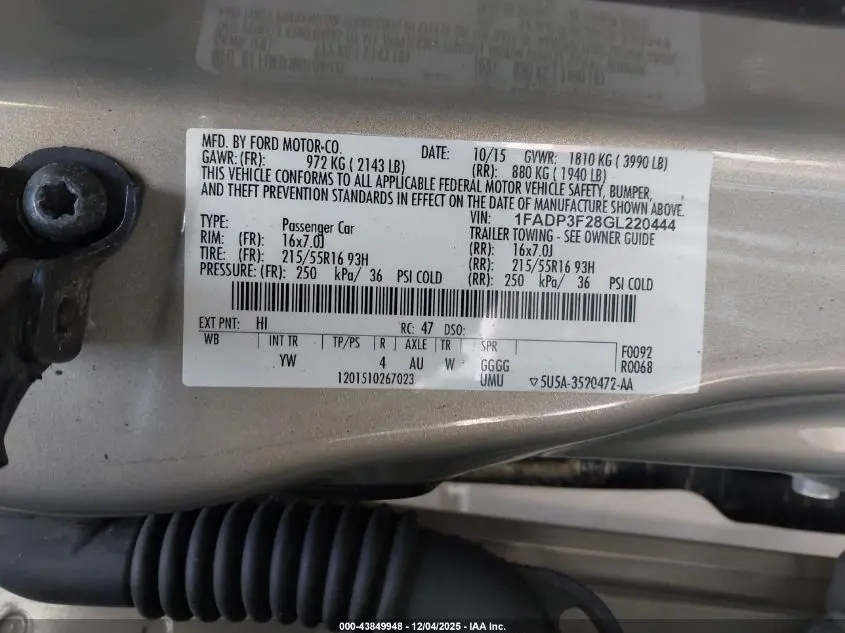 MFD. BY FORD MOTOR-CO. DATE: 10/15 GVWR: 1810 KG ( 3990 LB)
GAWR: (FR): 972 KG ( 2143 LB) (RR): 880 KG ( 1940 LB)
THIS VEHICLE CONFORMS TO ALL APPLICABLE FEDERAL MOTOR VEHICLE SAFETY, BUMPER,
AND THEFT PREVENTION STANDARDS IN EFFECT ON THE DATE OF MANUFACTURE SHOWN ABOVE.
VIN: 1FADP3F28GL220444
TYPE: Passenger Car TRAILER TOWING - SEE OWNER GUIDE
RIM: (FR): 16x7.0J (RR): 16x7.0J
TIRE: (FR): 215/55R16 93H (RR): 215/55R16 93H
PRESSURE: (FR): 250 kPa/ 36 PSI COLD (RR): 250 kPa/ 36 PSI COLD
EXT PNT: HI RC: 47 DSO:
WB INT TR TP/PS R AXLE TR SPR F0092
YW 4 AU W GGGG R0068
1201510267023 UMU ▽5U5A-3520472-AA
000-43849948 - 12/04/2025 - IAA Inc.